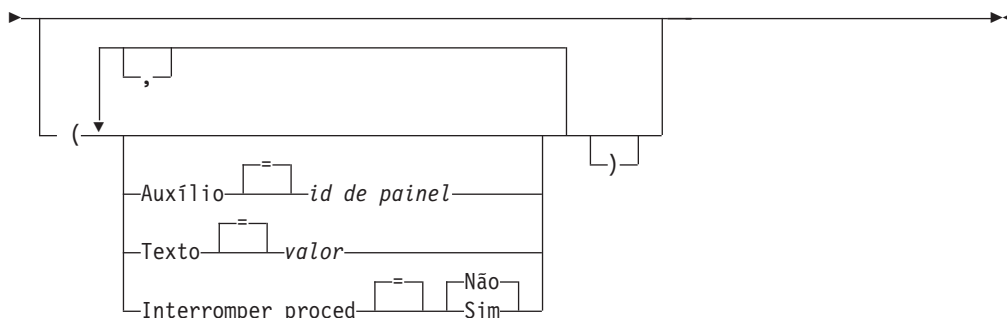 ,
(
)
=
Auxílio id de painel
=
Texto valor
= Não
Interromper proced Sim